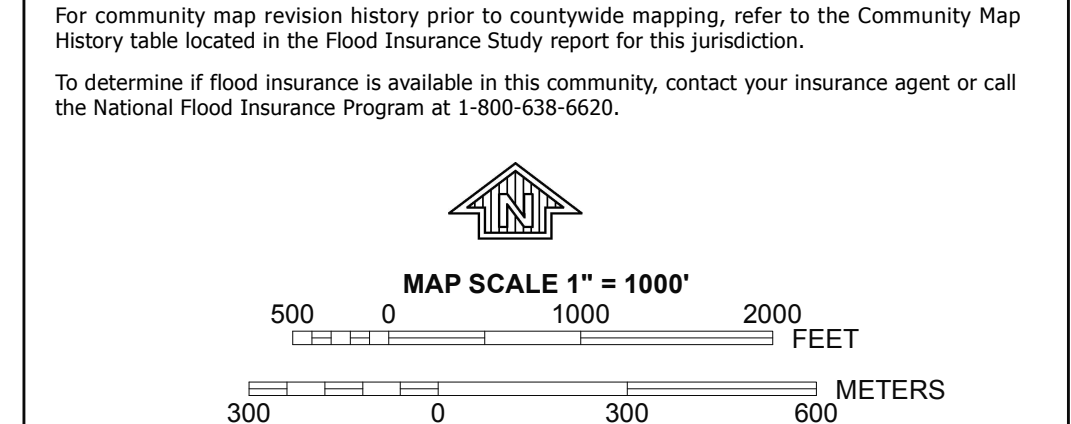 For community map revision history prior to countywide mapping, refer to the Community Map
History table located in the Flood Insurance Study report for this jurisdiction.
To determine if flood insurance is available in this community, contact your insurance agent or call
the National Flood Insurance Program at 1-800-638-6620.
N
MAP SCALE 1" = 1000'
500 0 1000 2000
FEET
METERS
300 0 300 600